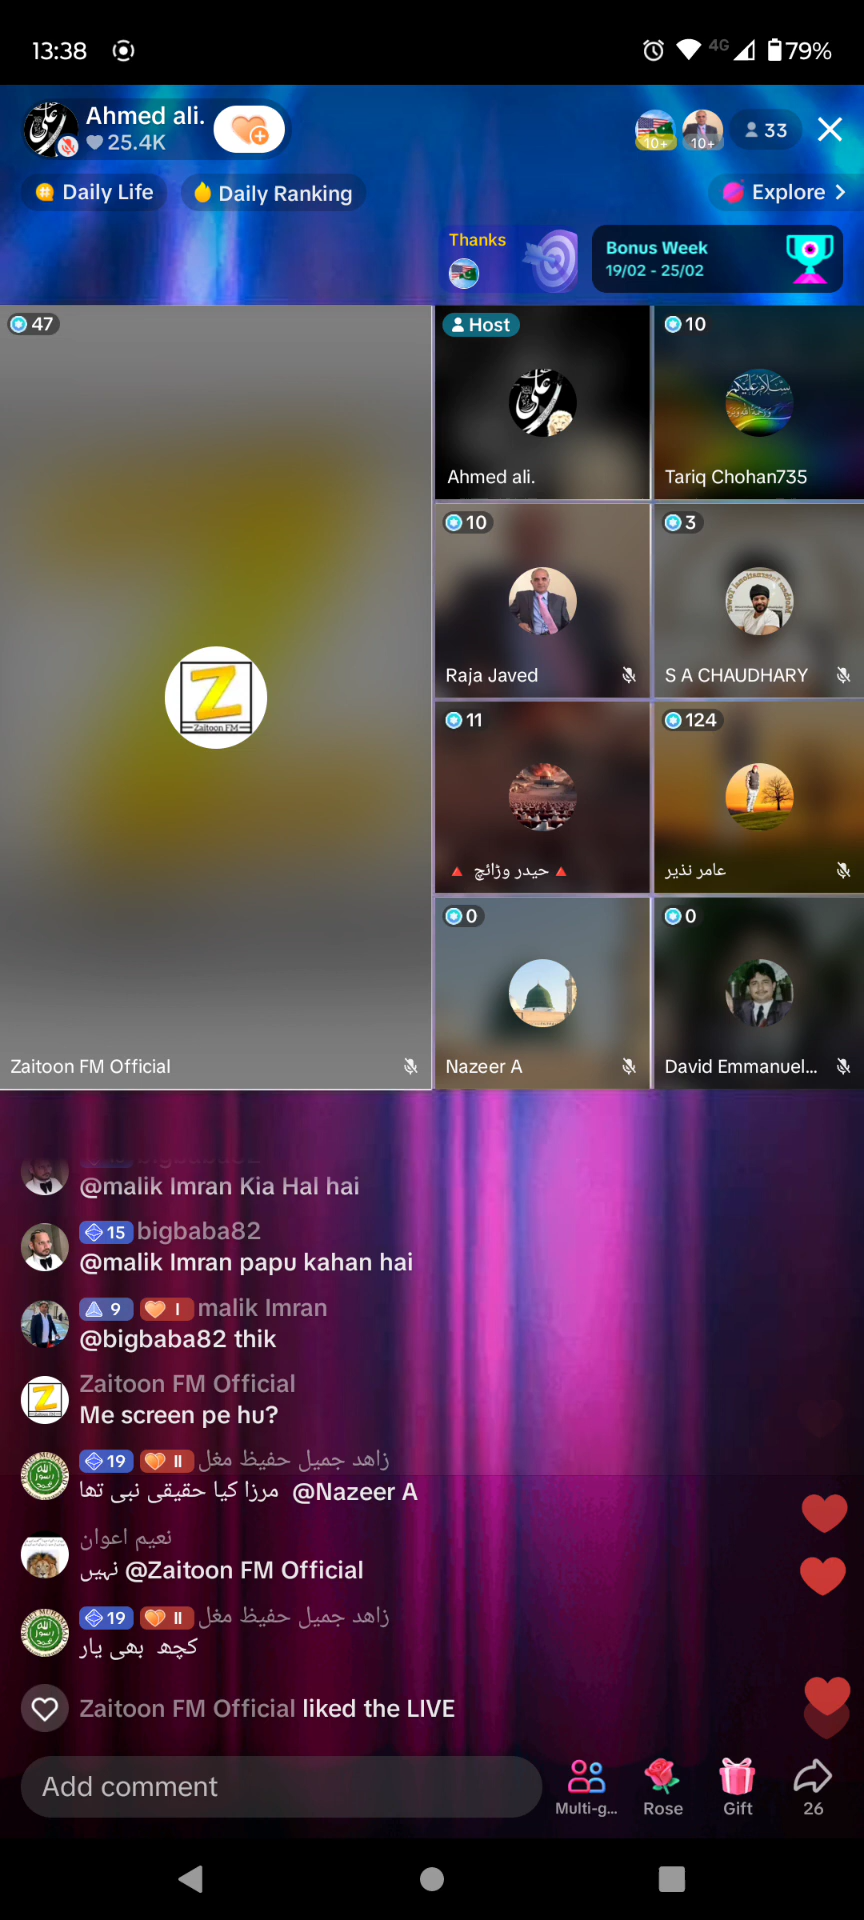 13:38
4G
79%
Ahmed ali.
25.4K
10+
10+
33
Daily Life
Daily Ranking
Explore
Thanks
Bonus Week
19/02 - 25/02
47
Zaitoon FM
Zaitoon FM Official
Host
Ahmed ali.
10
Tariq Chohan735
10
Raja Javed
3
S A CHAUDHARY
11
حیدر وڑائچ
124
عامر نذیر
0
Nazeer A
0
David Emmanuel...
@malik Imran Kia Hal hai
15 bigbaba82
@malik Imran papu kahan hai
9 I malik Imran
@bigbaba82 thik
Zaitoon FM Official
Me screen pe hu?
19 II زاهد جمیل حفیظ مغل
مرزا کیا حقیقی نبی تھا @Nazeer A
نعیم اعوان
نہیں @Zaitoon FM Official
19 II زاهد جمیل حفیظ مغل
کچھ بھی یار
Zaitoon FM Official liked the LIVE
Add comment
Multi-g...
Rose
Gift
26